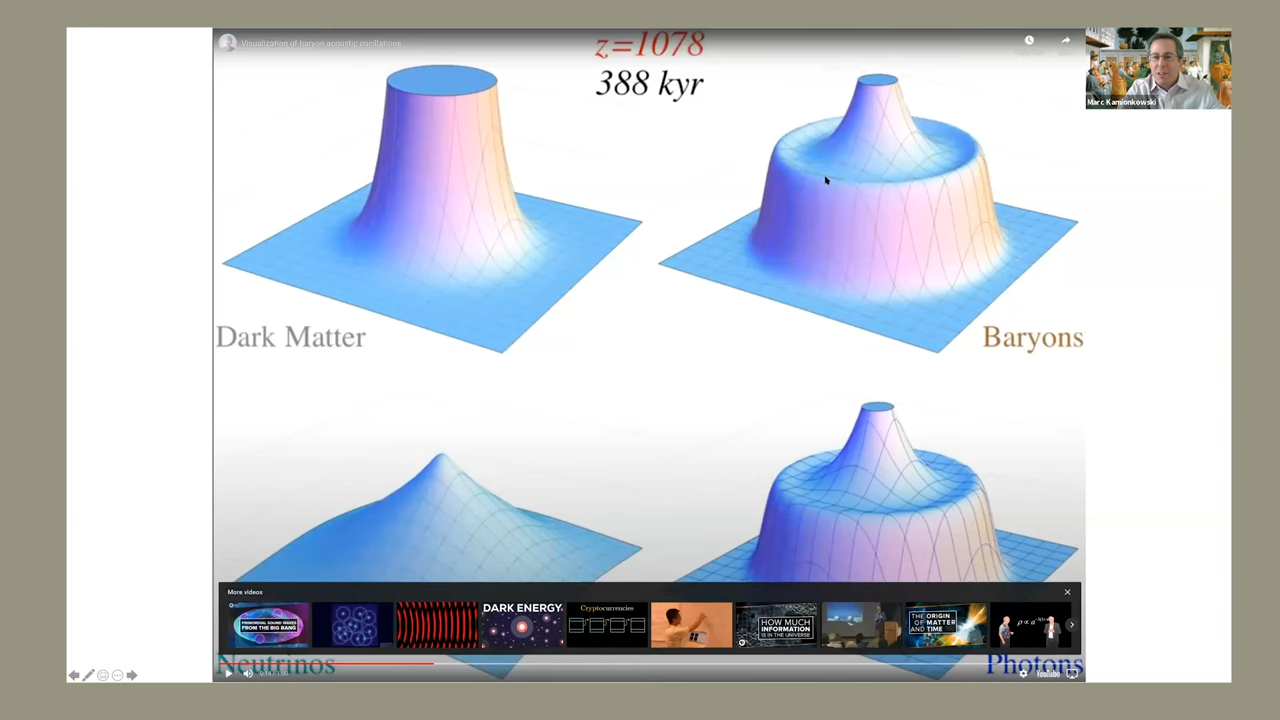 Visualization of baryon acoustic oscillations
z=1078
388 kyr
Marc Kamionkowski
Dark Matter
Baryons
More videos
PRIMORDIAL SOUND WAVES
FROM THE BIG BANG
DARK ENERGY
Cryptocurrencies
HOW MUCH
INFORMATION
IS IN THE UNIVERSE
THE ORIGIN
OF MATTER
AND TIME
Neutrinos
Photons
YouTube